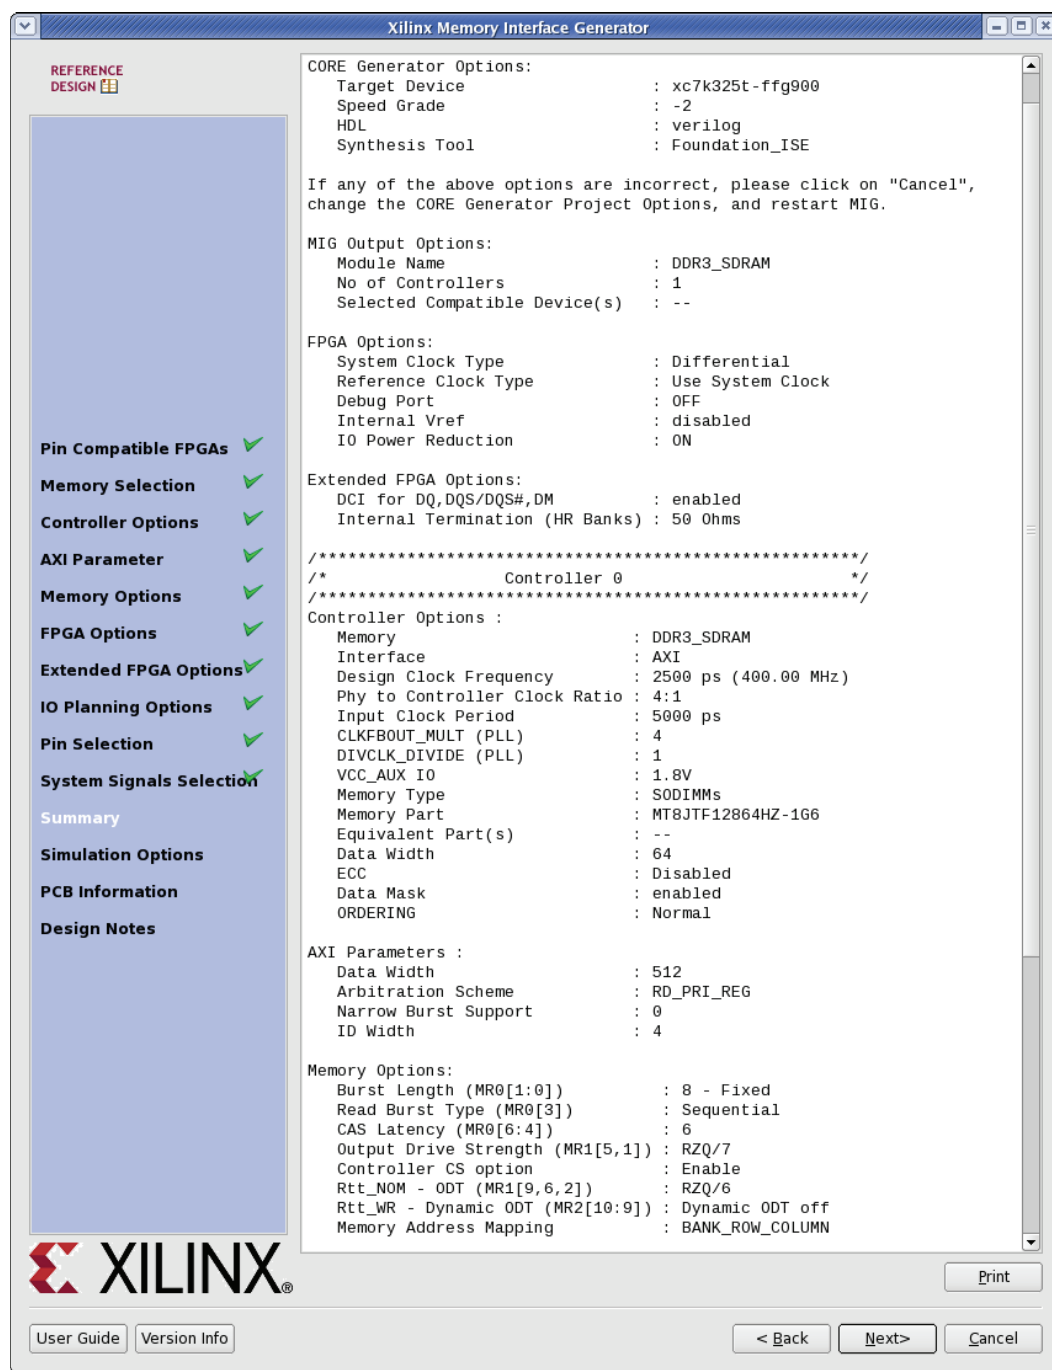 Xilinx Memory Interface Generator
REFERENCE
DESIGN
Pin Compatible FPGAs
Memory Selection
Controller Options
AXI Parameter
Memory Options
FPGA Options
Extended FPGA Options
IO Planning Options
Pin Selection
System Signals Selection
Summary
Simulation Options
PCB Information
Design Notes
XILINX®
CORE Generator Options:
Target Device : xc7k325t-ffg900
Speed Grade : -2
HDL : verilog
Synthesis Tool : Foundation_ISE
If any of the above options are incorrect, please click on "Cancel",
change the CORE Generator Project Options, and restart MIG.
MIG Output Options:
Module Name : DDR3_SDRAM
No of Controllers : 1
Selected Compatible Device(s) : --
FPGA Options:
System Clock Type : Differential
Reference Clock Type : Use System Clock
Debug Port : OFF
Internal Vref : disabled
IO Power Reduction : ON
Extended FPGA Options:
DCI for DQ,DQS/DQS#,DM : enabled
Internal Termination (HR Banks) : 50 Ohms
/*******************************************************/
/* Controller 0 */
/*******************************************************/
Controller Options :
Memory : DDR3_SDRAM
Interface : AXI
Design Clock Frequency : 2500 ps (400.00 MHz)
Phy to Controller Clock Ratio : 4:1
Input Clock Period : 5000 ps
CLKFBOUT_MULT (PLL) : 4
DIVCLK_DIVIDE (PLL) : 1
VCC_AUX IO : 1.8V
Memory Type : SODIMMs
Memory Part : MT8JTF12864HZ-1G6
Equivalent Part(s) : --
Data Width : 64
ECC : Disabled
Data Mask : enabled
ORDERING : Normal
AXI Parameters :
Data Width : 512
Arbitration Scheme : RD_PRI_REG
Narrow Burst Support : 0
ID Width : 4
Memory Options:
Burst Length (MR0[1:0]) : 8 - Fixed
Read Burst Type (MR0[3]) : Sequential
CAS Latency (MR0[6:4]) : 6
Output Drive Strength (MR1[5,1]) : RZQ/7
Controller CS option : Enable
Rtt_NOM - ODT (MR1[9,6,2]) : RZQ/6
Rtt_WR - Dynamic ODT (MR2[10:9]) : Dynamic ODT off
Memory Address Mapping : BANK_ROW_COLUMN
Print
User Guide
Version Info
< Back
Next>
Cancel